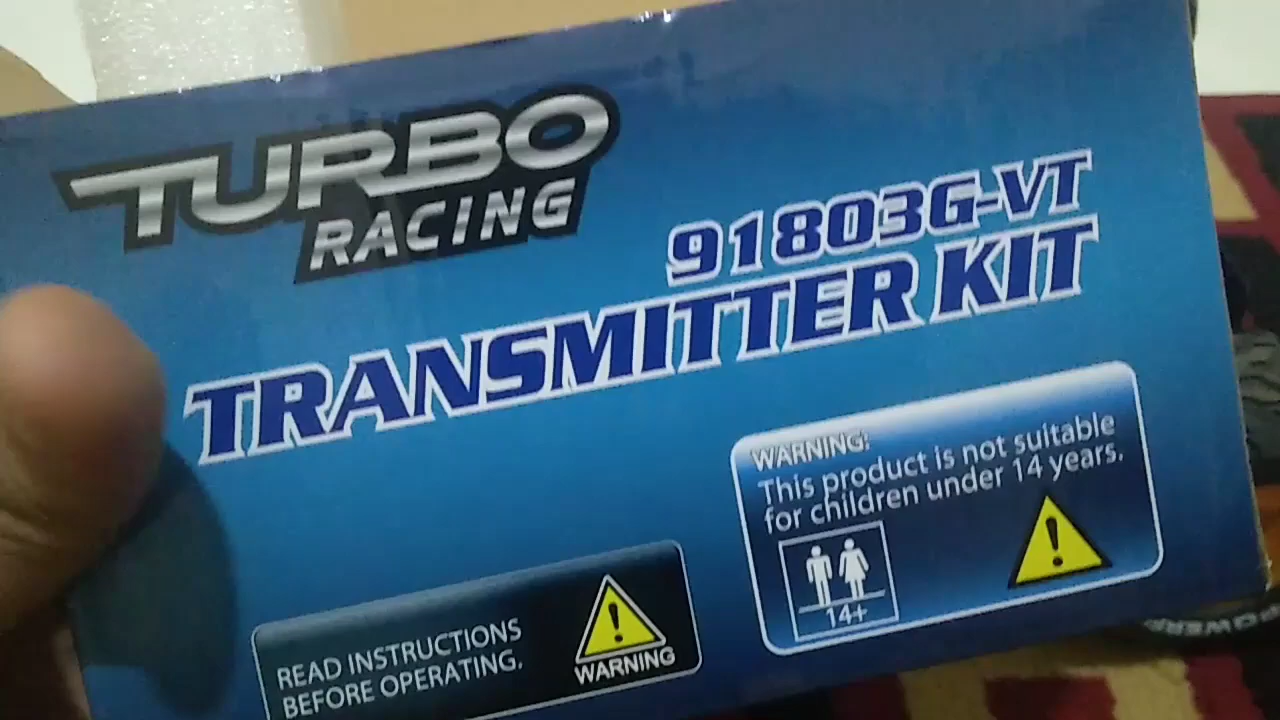 TURBO
RACING
91803G-VT
TRANSMITTER KIT
WARNING:
This product is not suitable
for children under 14 years.
14+
READ INSTRUCTIONS
BEFORE OPERATING.
WARNING
POWER